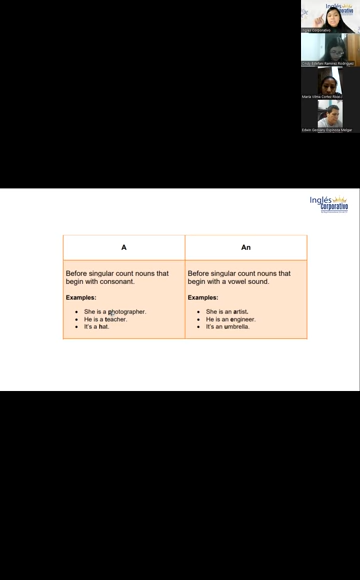 Inglés
corporativo
A
An
Before singular count nouns that
begin with consonant.
Examples:
• She is a photographer.
• He is a teacher.
• It's a hat.
Before singular count nouns that
begin with a vowel sound.
Examples:
• She is an artist.
• He is an engineer.
• It's an umbrella.